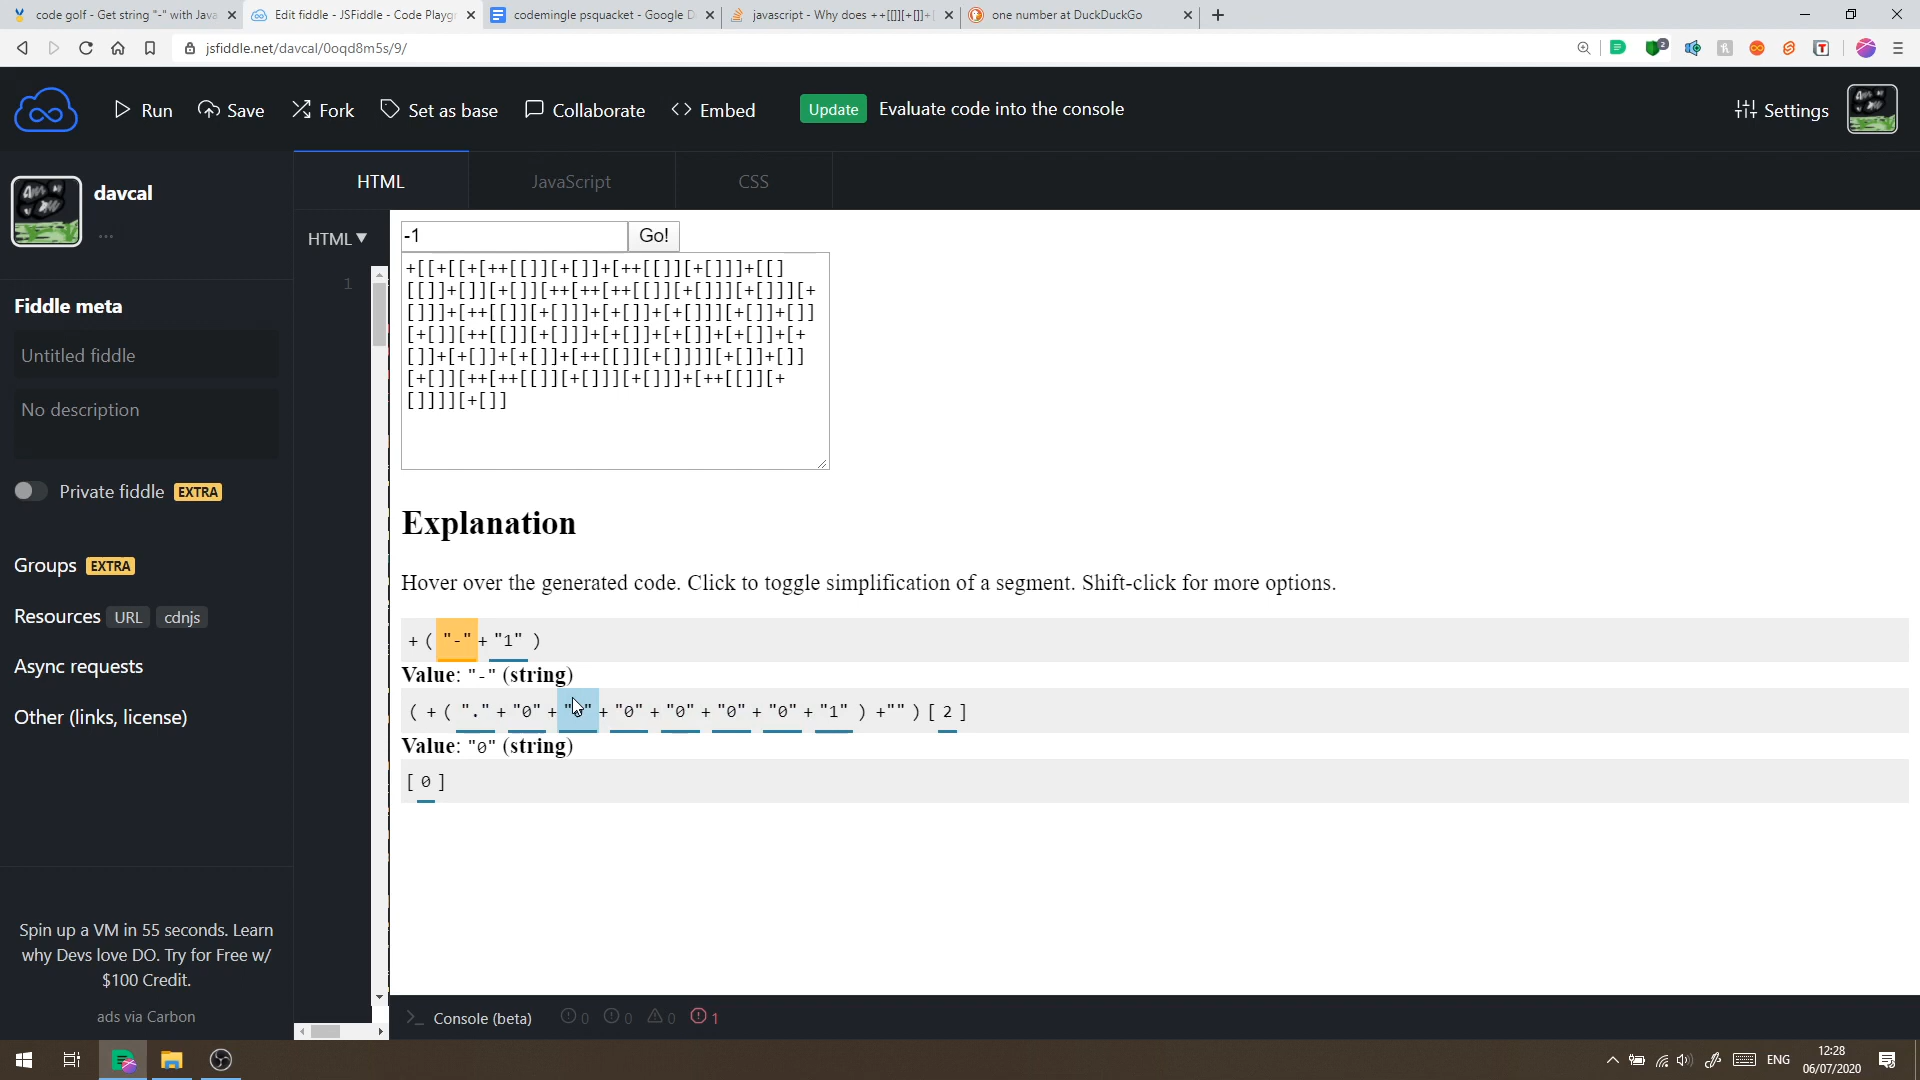 code golf - Get string "-" with Java
Edit fiddle - JSFiddle - Code Playgr
codemingle psquacket - Google D
javascript - Why does ++[[]][+[]]+[
one number at DuckDuckGo
jsfiddle.net/davcal/0oqd8m5s/9/
2
Run
Save
Fork
Set as base
Collaborate
Embed
Update Evaluate code into the console
Settings
davcal
...
HTML
JavaScript
CSS
HTML
1
Fiddle meta
Untitled fiddle
No description
Private fiddle EXTRA
Groups EXTRA
Resources URL cdnjs
Async requests
Other (links, license)
Spin up a VM in 55 seconds. Learn
why Devs love DO. Try for Free w/
$100 Credit.
ads via Carbon
-1 Go!
+[[+[[+[++[[]][+[]]+[++[[]][+[]]]+[[]
[[]]+[]][+[]][++[++[++[[]][+[]]][+[]]][+
[]]]+[++[[]][+[]]]+[+[]]+[+[]]][+[]]+[]]
[+[]][++[[]][+[]]]+[+[]]+[+[]]+[+[]]+[+
[]]+[+[]]+[+[]]+[++[[]][+[]]]][+[]]+[]]
[+[]][++[++[[]][+[]]][+[]]]+[++[[]][+
[]]]][+[]]
Explanation
Hover over the generated code. Click to toggle simplification of a segment. Shift-click for more options.
+ ( "-" + "1" )
Value: "-" (string)
( + ( "." + "0" + "0" + "0" + "0" + "0" + "0" + "1" ) +"" ) [ 2 ]
Value: "0" (string)
[ 0 ]
Console (beta) 0 0 0 1
ENG
12:28
06/07/2020